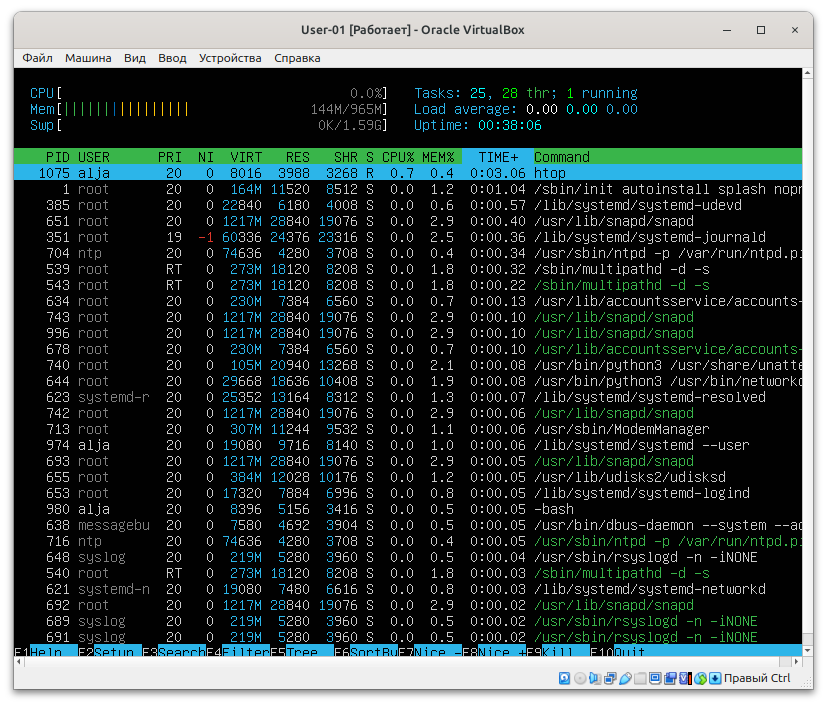 User-01 [Работает] - Oracle VirtualBox
Файл Машина Вид Ввод Устройства Справка
CPU[ 0.0%] Tasks: 25, 28 thr; 1 running
Mem[||||||||||||||||| 144M/965M] Load average: 0.00 0.00 0.00
Swp[ 0K/1.59G] Uptime: 00:38:06
PID USER PRI NI VIRT RES SHR S CPU% MEM% TIME+ Command
1075 alja 20 0 8016 3988 3268 R 0.7 0.4 0:03.06 htop
1 root 20 0 164M 11520 8512 S 0.0 1.2 0:01.04 /sbin/init autoinstall splash nopr
385 root 20 0 22840 6180 4008 S 0.0 0.6 0:00.57 /lib/systemd/systemd-udevd
651 root 20 0 1217M 28840 19076 S 0.0 2.9 0:00.40 /usr/lib/snapd/snapd
351 root 19 -1 60336 24376 23316 S 0.0 2.5 0:00.36 /lib/systemd/systemd-journald
704 ntp 20 0 74636 4280 3708 S 0.0 0.4 0:00.34 /usr/sbin/ntpd -p /var/run/ntpd.pi
539 root RT 0 273M 18120 8208 S 0.0 1.8 0:00.32 /sbin/multipathd -d -s
543 root RT 0 273M 18120 8208 S 0.0 1.8 0:00.22 /sbin/multipathd -d -s
634 root 20 0 230M 7384 6560 S 0.0 0.7 0:00.13 /usr/lib/accountsservice/accounts-
743 root 20 0 1217M 28840 19076 S 0.0 2.9 0:00.10 /usr/lib/snapd/snapd
996 root 20 0 1217M 28840 19076 S 0.0 2.9 0:00.10 /usr/lib/snapd/snapd
678 root 20 0 230M 7384 6560 S 0.0 0.7 0:00.10 /usr/lib/accountsservice/accounts-
740 root 20 0 105M 20940 13268 S 0.0 2.1 0:00.08 /usr/bin/python3 /usr/share/unatte
644 root 20 0 29668 18636 10408 S 0.0 1.9 0:00.08 /usr/bin/python3 /usr/bin/networkd
623 systemd-r 20 0 25352 13164 8312 S 0.0 1.3 0:00.07 /lib/systemd/systemd-resolved
742 root 20 0 1217M 28840 19076 S 0.0 2.9 0:00.06 /usr/lib/snapd/snapd
713 root 20 0 307M 11244 9532 S 0.0 1.1 0:00.06 /usr/sbin/ModemManager
974 alja 20 0 19080 9716 8140 S 0.0 1.0 0:00.06 /lib/systemd/systemd --user
693 root 20 0 1217M 28840 19076 S 0.0 2.9 0:00.05 /usr/lib/snapd/snapd
655 root 20 0 384M 12028 10176 S 0.0 1.2 0:00.05 /usr/lib/udisks2/udisksd
653 root 20 0 17320 7884 6996 S 0.0 0.8 0:00.05 /lib/systemd/systemd-logind
980 alja 20 0 8396 5156 3416 S 0.0 0.5 0:00.05 -bash
638 messagebu 20 0 7580 4692 3904 S 0.0 0.5 0:00.05 /usr/bin/dbus-daemon --system --ad
716 ntp 20 0 74636 4280 3708 S 0.0 0.4 0:00.05 /usr/sbin/ntpd -p /var/run/ntpd.pi
648 syslog 20 0 219M 5280 3960 S 0.0 0.5 0:00.04 /usr/sbin/rsyslogd -n -iNONE
540 root RT 0 273M 18120 8208 S 0.0 1.8 0:00.03 /sbin/multipathd -d -s
621 systemd-n 20 0 19080 7480 6616 S 0.0 0.8 0:00.03 /lib/systemd/systemd-networkd
692 root 20 0 1217M 28840 19076 S 0.0 2.9 0:00.02 /usr/lib/snapd/snapd
689 syslog 20 0 219M 5280 3960 S 0.0 0.5 0:00.02 /usr/sbin/rsyslogd -n -iNONE
691 syslog 20 0 219M 5280 3960 S 0.0 0.5 0:00.02 /usr/sbin/rsyslogd -n -iNONE
F1Help F2Setup F3SearchF4FilterF5Tree F6SortByF7Nice -F8Nice +F9Kill F10Quit
Правый Ctrl